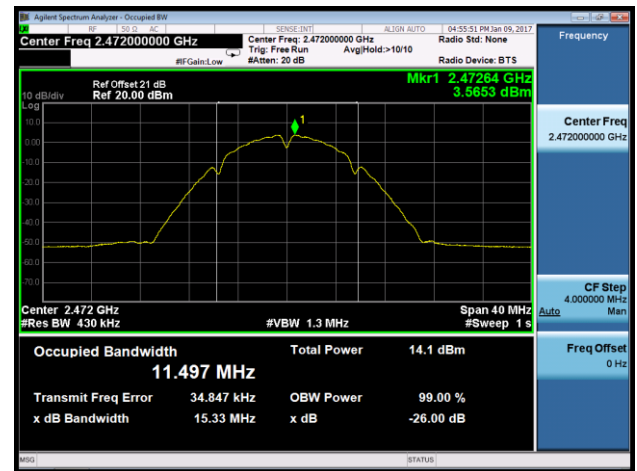 Agilent Spectrum Analyzer - Occupied BW
RF 50 Ω AC SENSE:INT ALIGN AUTO 04:55:51 PM Jan 09, 2017
Center Freq 2.472000000 GHz
Center Freq: 2.472000000 GHz
Radio Std: None
Trig: Free Run Avg|Hold:>10/10
#IFGain:Low #Atten: 20 dB Radio Device: BTS
Frequency
Ref Offset 21 dB
10 dB/div Ref 20.00 dBm
Mkr1 2.47264 GHz
3.5653 dBm
Log
10.0
0.00
-10.0
-20.0
-30.0
-40.0
-50.0
-60.0
-70.0
1
Center Freq
2.472000000 GHz
CF Step
4.000000 MHz
Auto Man
Freq Offset
0 Hz
Center 2.472 GHz Span 40 MHz
#Res BW 430 kHz #VBW 1.3 MHz #Sweep 1 s
Occupied Bandwidth Total Power 14.1 dBm
11.497 MHz
Transmit Freq Error 34.847 kHz OBW Power 99.00 %
x dB Bandwidth 15.33 MHz x dB -26.00 dB
MSG STATUS